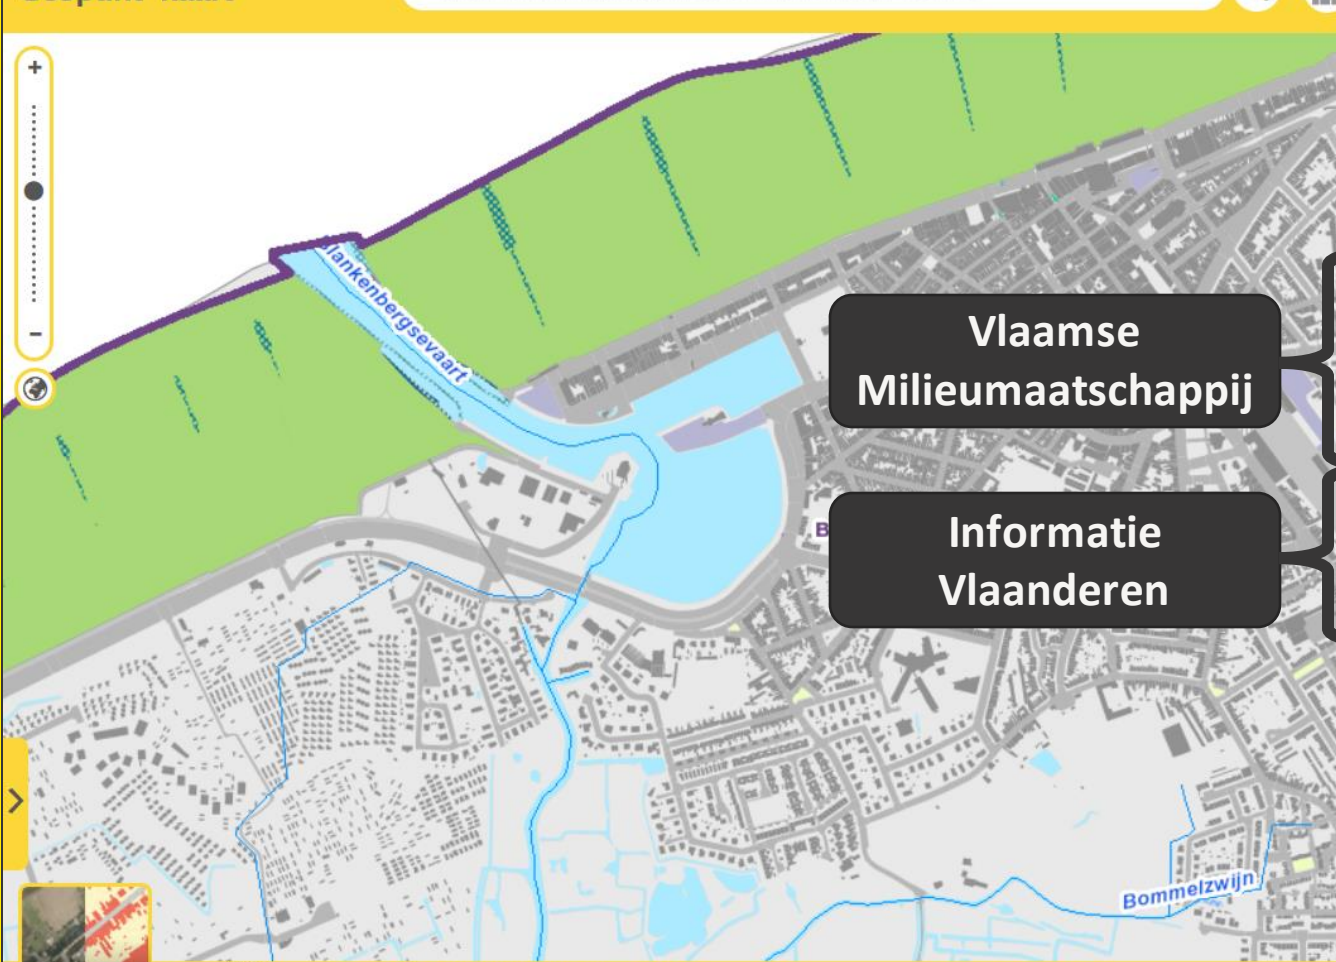 +
−
Blankenbergsevaart
Vlaamse
Milieumaatschappij
B
Informatie
Vlaanderen
Bommelzwijn